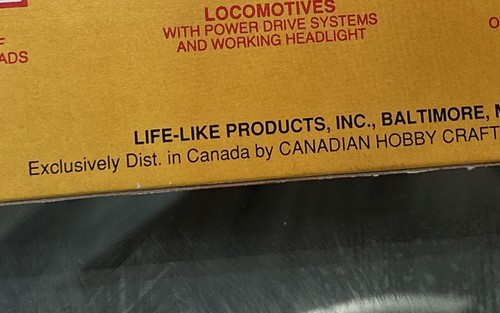 LOCOMOTIVES
WITH POWER DRIVE SYSTEMS
AND WORKING HEADLIGHT
ADS
LIFE-LIKE PRODUCTS, INC., BALTIMORE,
Exclusively Dist. in Canada by CANADIAN HOBBY CRAFT